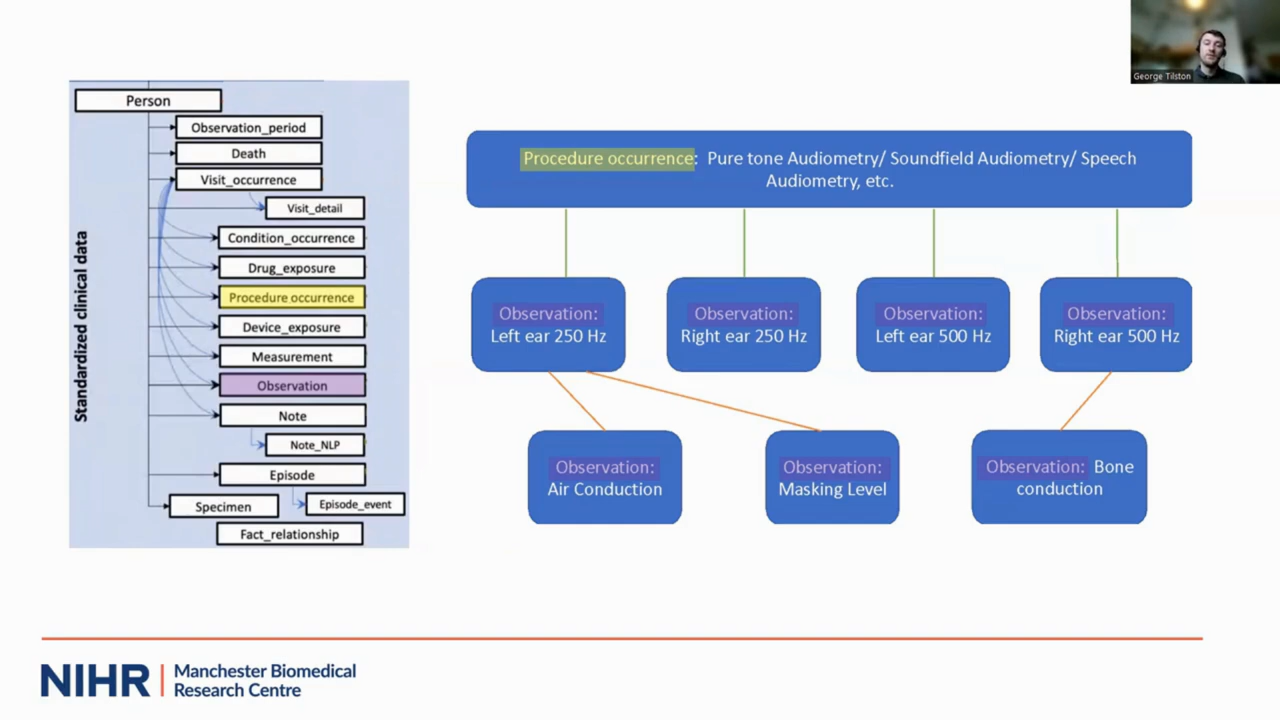 George Tilston
Standardized clinical data
Person
Observation_period
Death
Visit_occurrence
Visit_detail
Condition_occurrence
Drug_exposure
Procedure occurrence
Device_exposure
Measurement
Observation
Note
Note_NLP
Episode
Specimen
Episode_event
Fact_relationship
Procedure occurrence: Pure tone Audiometry/ Soundfield Audiometry/ Speech
Audiometry, etc.
Observation:
Left ear 250 Hz
Observation:
Right ear 250 Hz
Observation:
Left ear 500 Hz
Observation:
Right ear 500 Hz
Observation:
Air Conduction
Observation:
Masking Level
Observation: Bone
conduction
NIHR
Manchester Biomedical
Research Centre